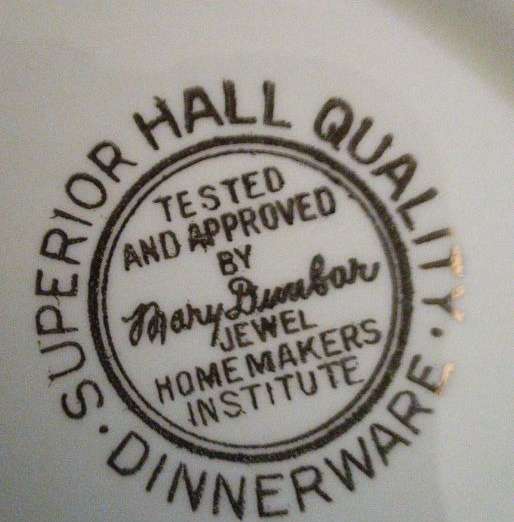 SUPERIOR HALL QUALITY · DINNERWARE ·
TESTED
AND APPROVED
BY
Mary Dunbar
JEWEL
HOMEMAKERS
INSTITUTE